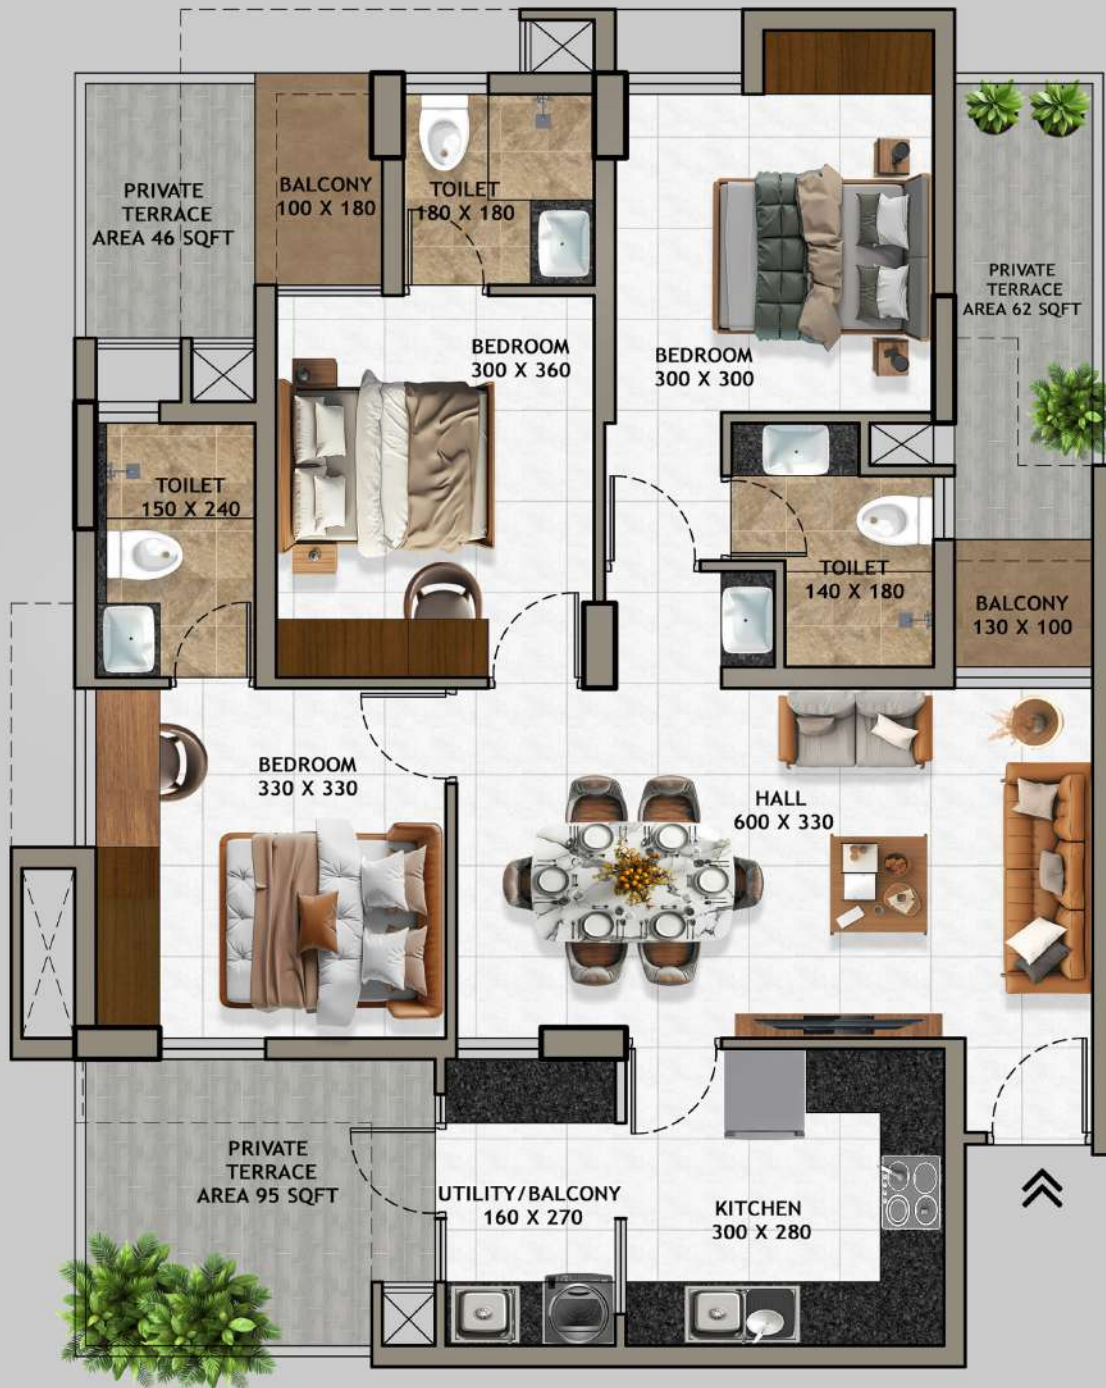 PRIVATE
TERRACE
AREA 46 SQFT
BALCONY
100 X 180
TOILET
180 X 180
PRIVATE
TERRACE
AREA 62 SQFT
BEDROOM
300 X 360
BEDROOM
300 X 300
TOILET
150 X 240
TOILET
140 X 180
BALCONY
130 X 100
BEDROOM
330 X 330
HALL
600 X 330
PRIVATE
TERRACE
AREA 95 SQFT
UTILITY/BALCONY
160 X 270
KITCHEN
300 X 280